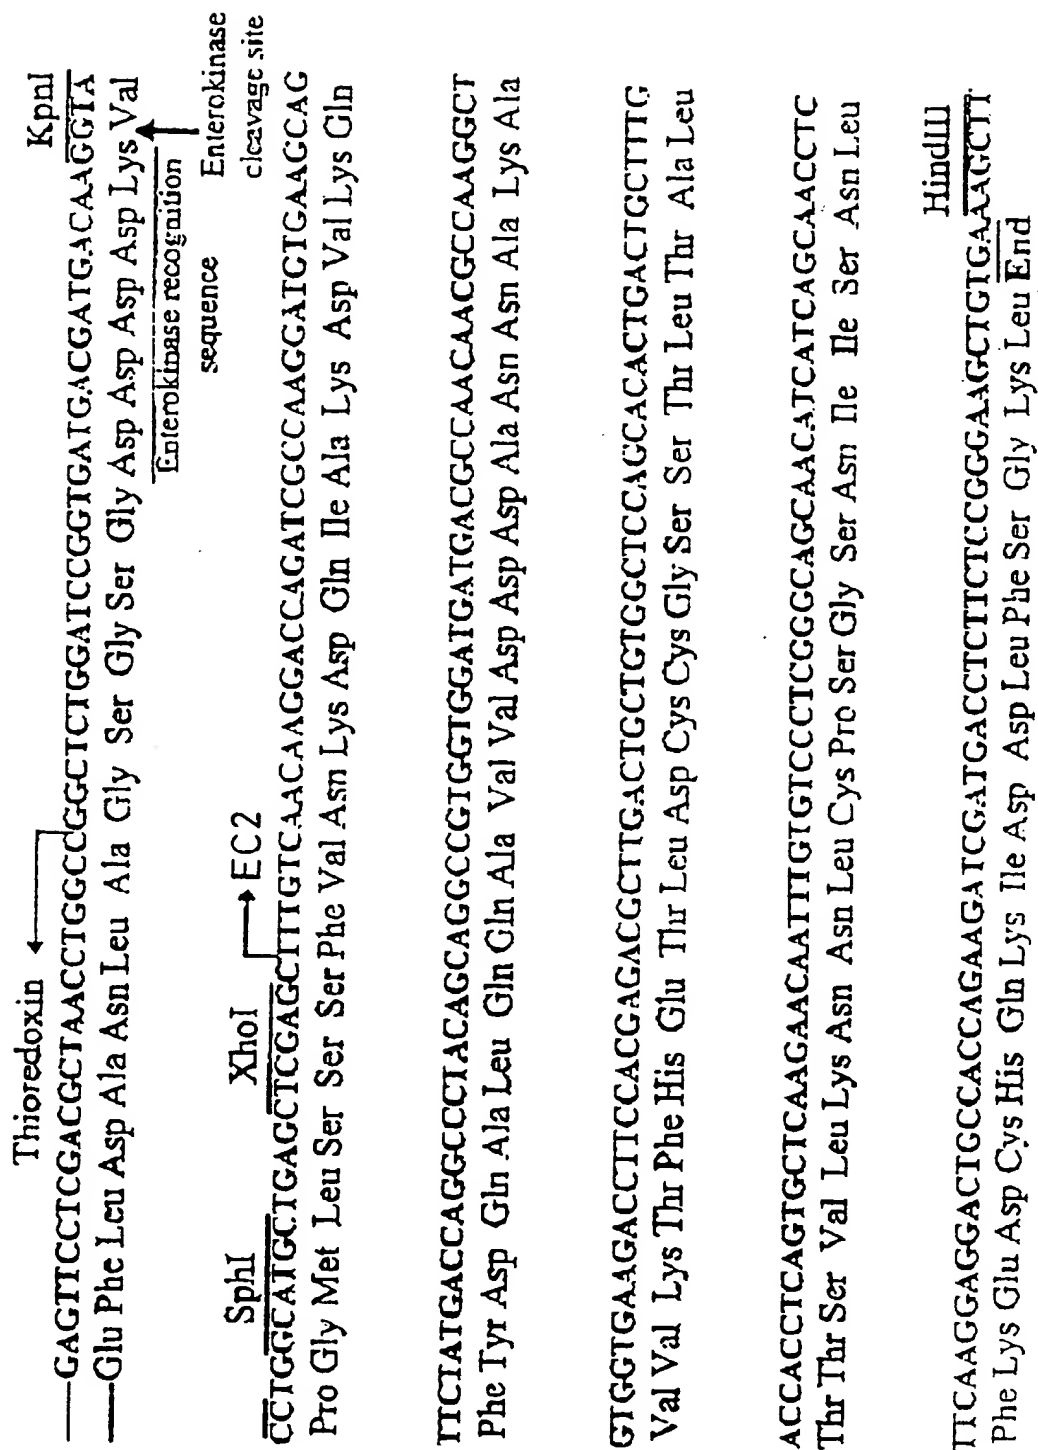 Thioredoxin KpnI
GAGTTCCTCGACGCTAACCTGGCCGGCTCTGGATCCGGTGATGACGATGACAAGGTA
Glu Phe Leu Asp Ala Asn Leu Ala Gly Ser Gly Ser Gly Asp Asp Asp Asp Lys Val
Enterokinase recognition
sequence
Enterokinase
cleavage site
SphI XhoI EC2
CCTGGCATGCTGAGCTCGAGCTTTGTCAACAAGGACCAGATCGCCAAGGATGTGAAGCAG
Pro Gly Met Leu Ser Ser Ser Phe Val Asn Lys Asp Gln Ile Ala Lys Asp Val Lys Gln
TTCTATGACCAGGCCCTACAGCAGGCCGTGGTGGATGATGACGCCAACAACGCCAAGGCT
Phe Tyr Asp Gln Ala Leu Gln Gln Ala Val Val Asp Asp Asp Ala Asn Asn Ala Lys Ala
GTGGTGAAGACCTTCCACGAGACGCTTGACTGCTGTGGCTCCAGCACACTGACTGCTTTG
Val Val Lys Thr Phe His Glu Thr Leu Asp Cys Cys Gly Ser Ser Thr Leu Thr Ala Leu
ACCACCTCAGTGCTCAAGAACAATTTGTGTCCCTCGGGCAGCAACATCATCAGCAACCTC
Thr Thr Ser Val Leu Lys Asn Asn Leu Cys Pro Ser Gly Ser Asn Ile Ile Ser Asn Leu
HindIII
TTCAAGGAGGACTGCCACCAGAAGATCGATGACCTCTTCTCCGGGAAGCTGTGAAAGCTT
Phe Lys Glu Asp Cys His Gln Lys Ile Asp Asp Leu Phe Ser Gly Lys Leu End